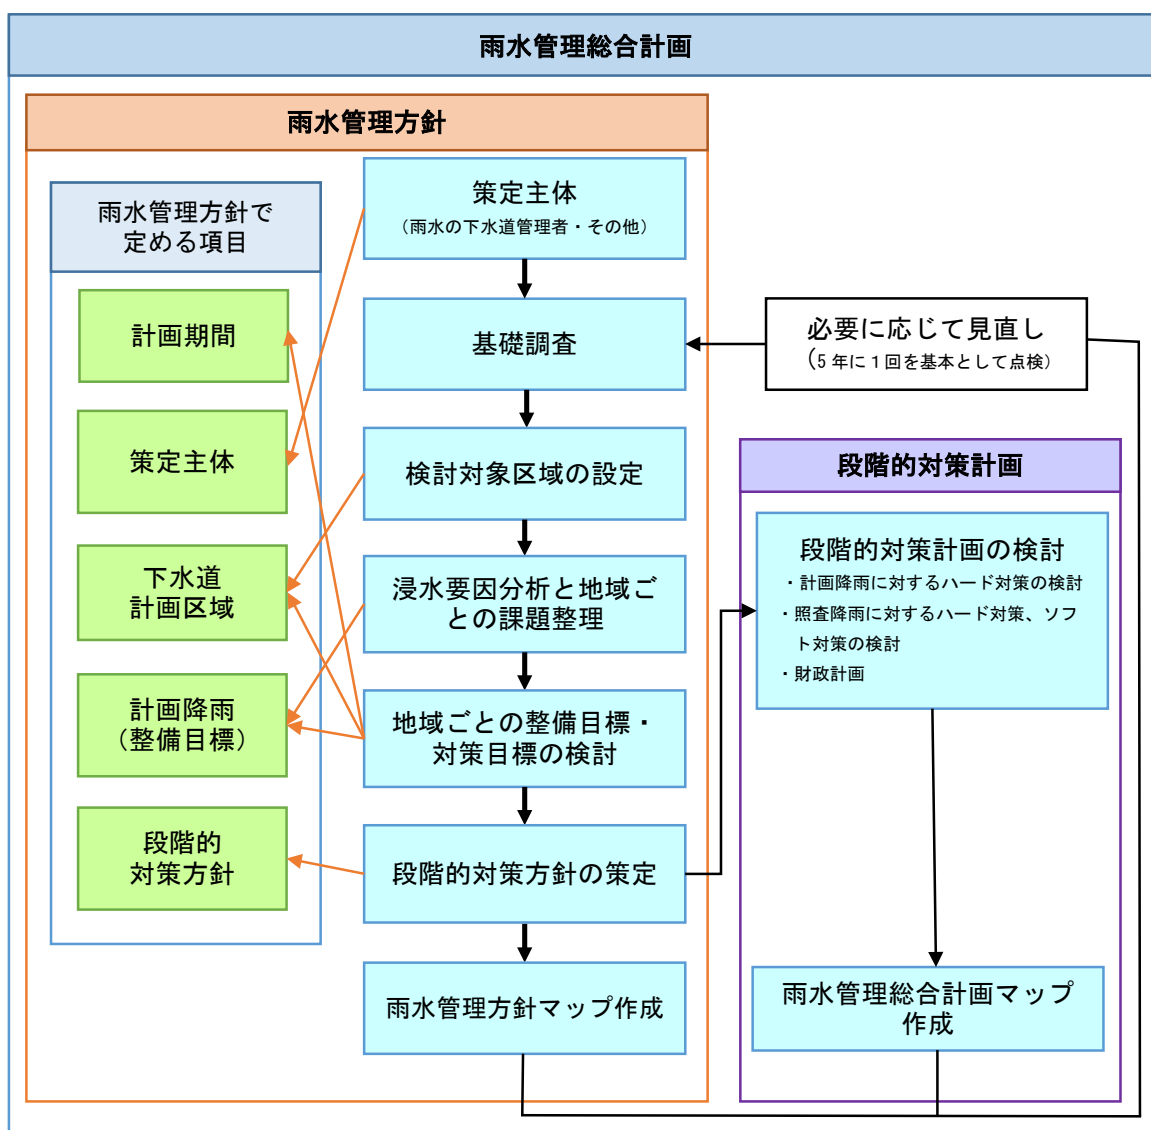 雨水管理総合計画
雨水管理方針
雨水管理方針で
定める項目
計画期間
策定主体
下水道
計画区域
計画降雨
（整備目標）
段階的
対策方針
策定主体
（雨水の下水道管理者・その他）
基礎調査
検討対象区域の設定
浸水要因分析と地域ご
との課題整理
地域ごとの整備目標・
対策目標の検討
段階的対策方針の策定
雨水管理方針マップ作成
必要に応じて見直し
（５年に１回を基本として点検）
段階的対策計画
段階的対策計画の検討
・計画降雨に対するハード対策の検討
・照査降雨に対するハード対策、ソフ
ト対策の検討
・財政計画
雨水管理総合計画マップ
作成